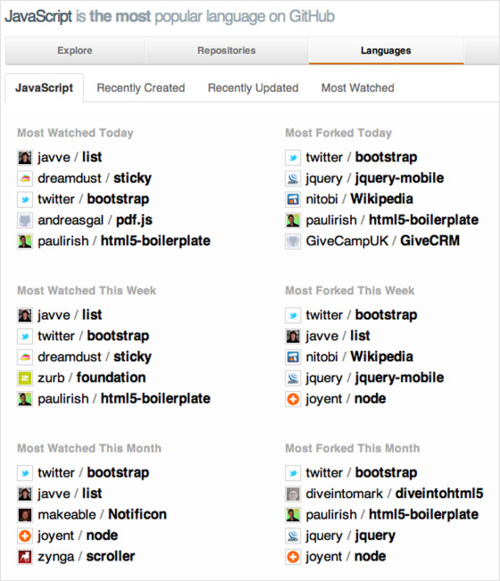 JavaScript is the most popular language on GitHub
Explore
Repositories
Languages
JavaScript
Recently Created
Recently Updated
Most Watched
Most Watched Today
javve / list
dreamdust / sticky
twitter / bootstrap
andreasgal / pdf.js
paulirish / html5-boilerplate
Most Forked Today
twitter / bootstrap
jquery / jquery-mobile
nitobi / Wikipedia
paulirish / html5-boilerplate
GiveCampUK / GiveCRM
Most Watched This Week
javve / list
twitter / bootstrap
dreamdust / sticky
zurb / foundation
paulirish / html5-boilerplate
Most Forked This Week
twitter / bootstrap
javve / list
nitobi / Wikipedia
jquery / jquery-mobile
joyent / node
Most Watched This Month
twitter / bootstrap
javve / list
makeable / Notificon
joyent / node
zynga / scroller
Most Forked This Month
twitter / bootstrap
diveintomark / diveintohtml5
paulirish / html5-boilerplate
jquery / jquery
joyent / node